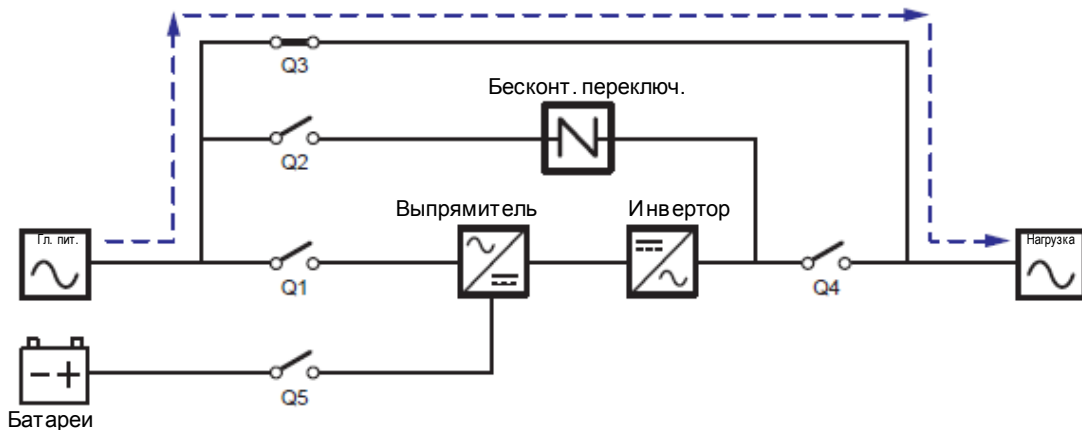 Q3
Бесконт. переключ.
Q2
Выпрямитель
Инвертор
Гл. пит.
Нагрузка
Q1
Q4
Q5
Батареи